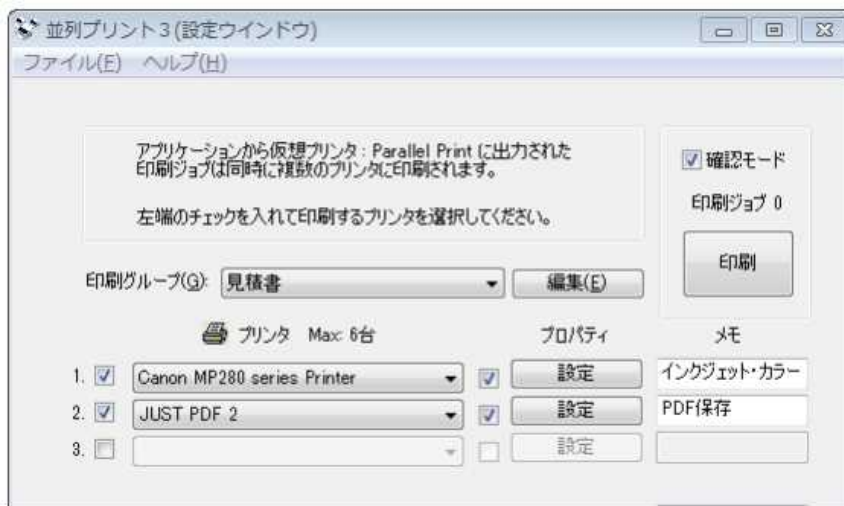 並列プリント3(設定ウインドウ)
ファイル(F) ヘルプ(H)
アプリケーションから仮想プリンタ : Parallel Print に出力された
印刷ジョブは同時に複数のプリンタに印刷されます。
左端のチェックを入れて印刷するプリンタを選択してください。
確認モード
印刷ジョブ 0
印刷
印刷グループ(G): 見積書 編集(E)
プリンタ Max: 6台 プロパティ メモ
1. Canon MP280 series Printer 設定 インクジェット・カラー
2. JUST PDF 2 設定 PDF保存
3. 設定